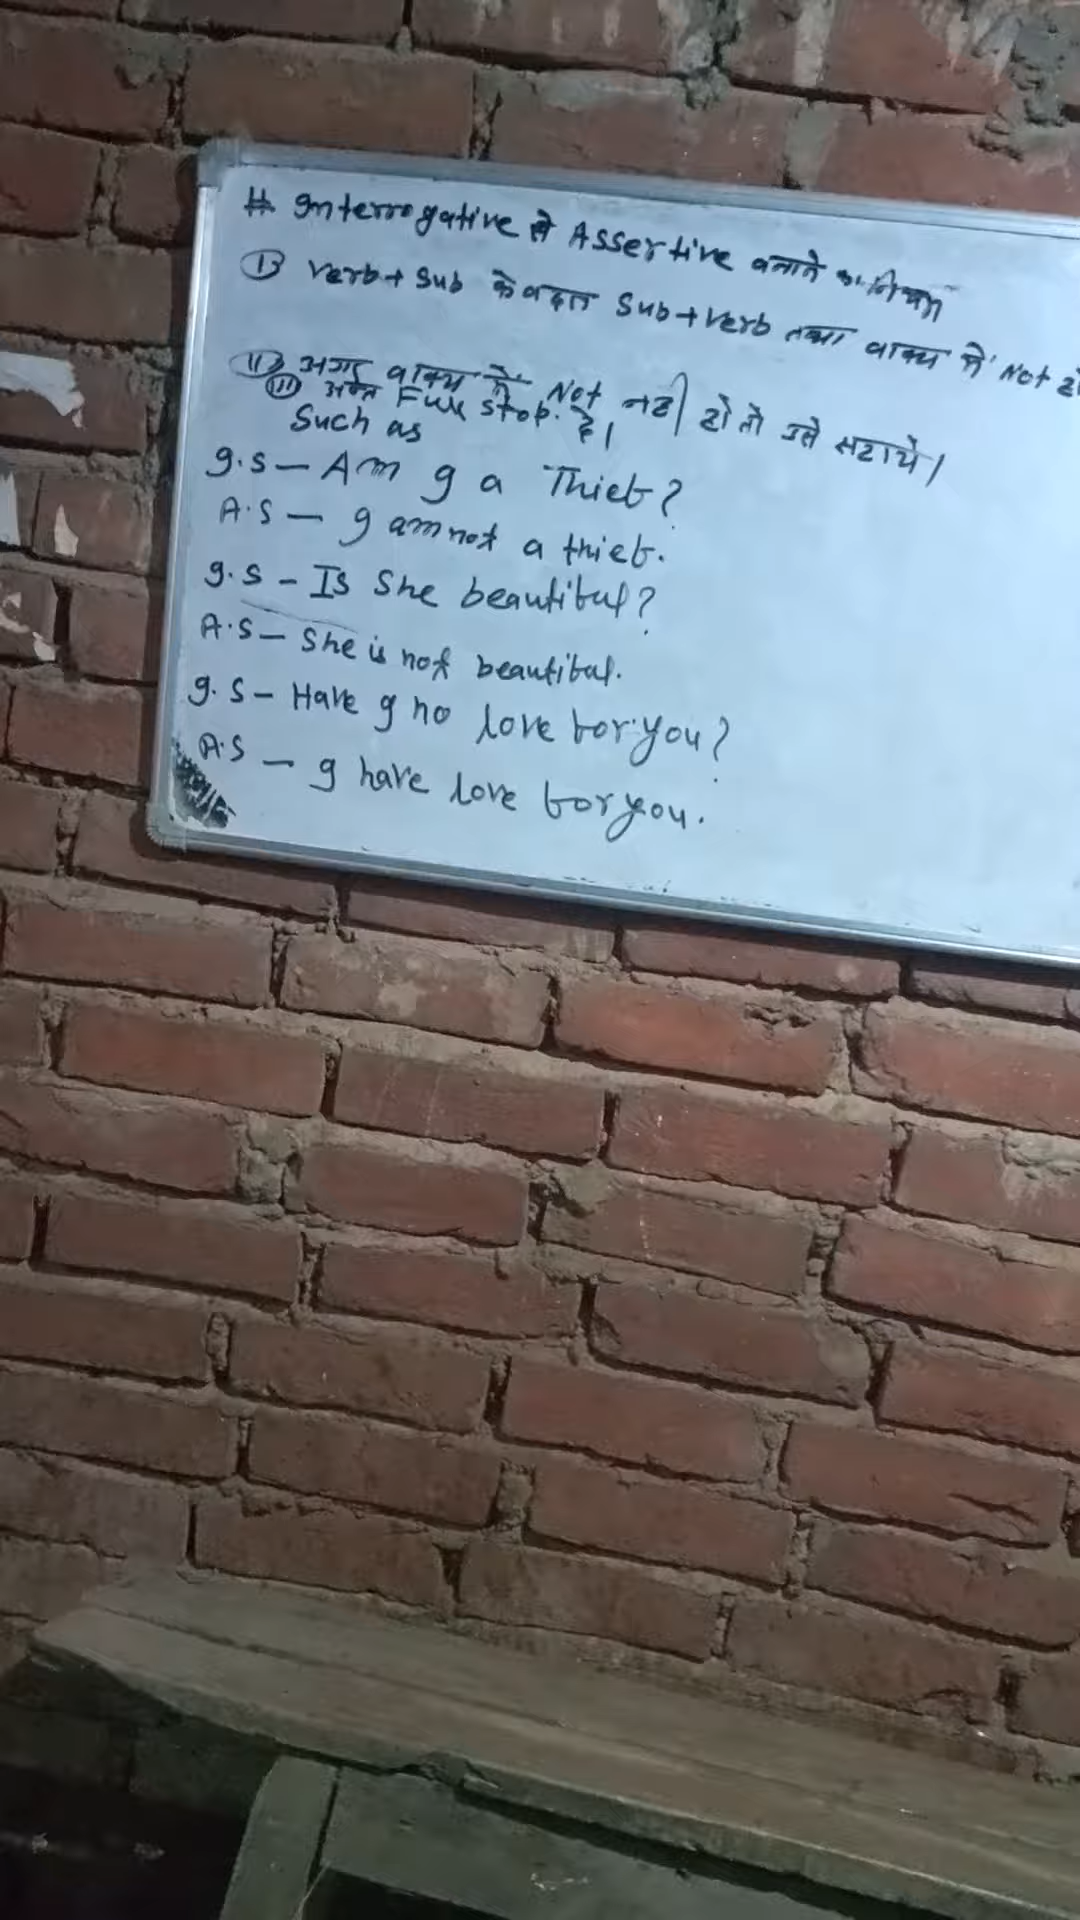 # Interrogative से Assertive बनाने का नियम
(i) Verb + Sub के बदले Sub + Verb तथा वाक्य में Not हो
(ii) अगर वाक्य में Not नही हो तो उसे सटाये।
(iii) अन्त Full stop. दे।
Such as
I.S – Am I a Thief?
A.S – I am not a thief.
I.S – Is She beautiful?
A.S – She is not beautiful.
I.S – Have I no love for you?
A.S – I have love for you.